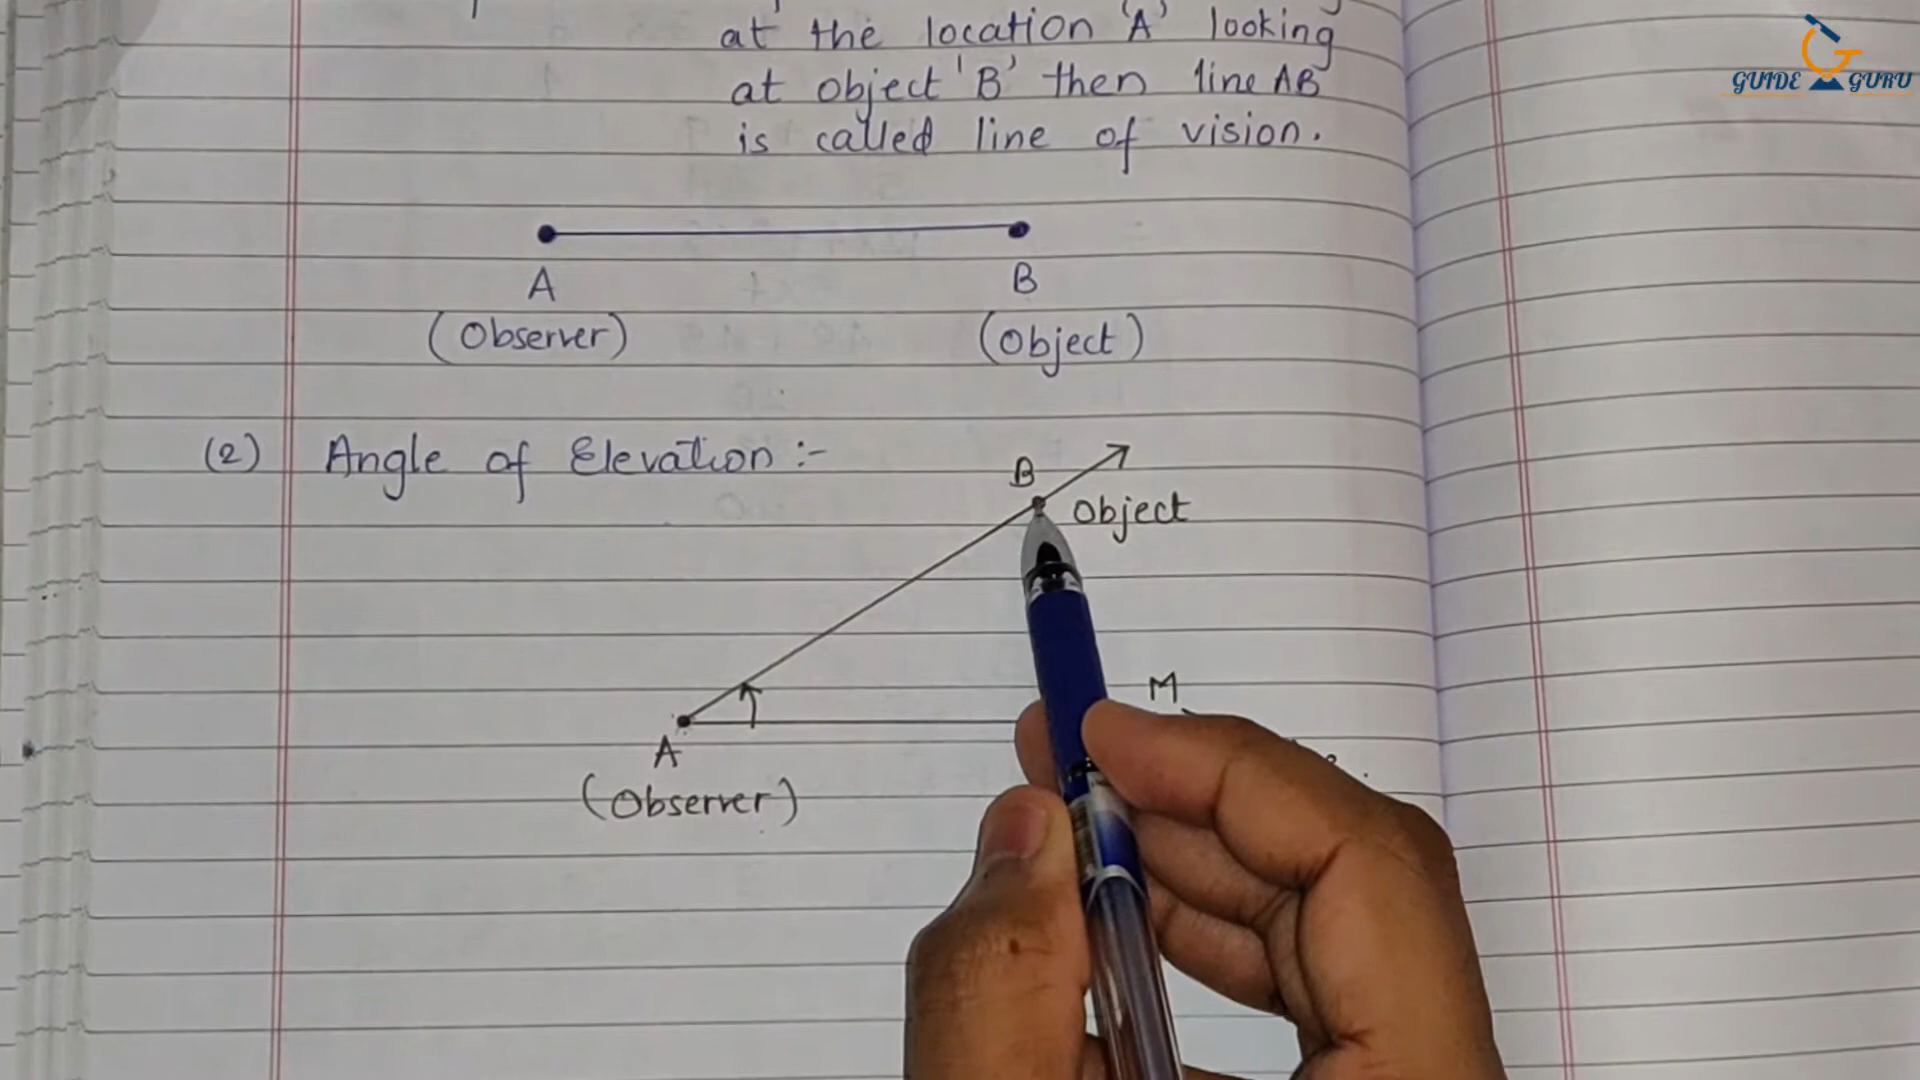 at the location 'A' looking
at object 'B' then line AB
is called line of vision.
A B
(Observer) (Object)
(2) Angle of Elevation :-
B
Object
M
A
(Observer)
GUIDE GURU